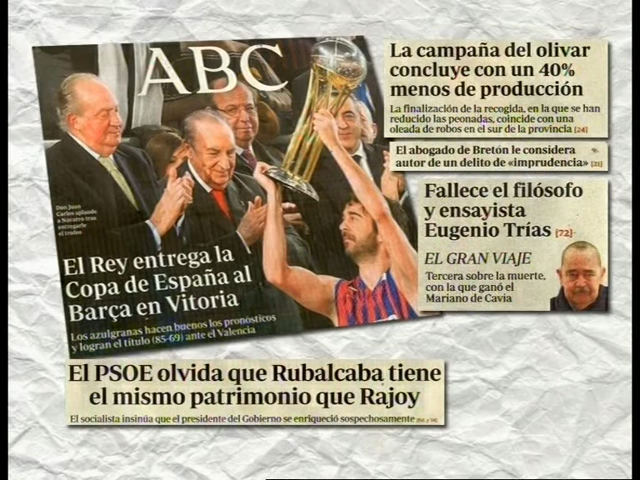 ABC
Don Juan
Carlos aplaude
a Navarro tras
entregarle
el trofeo
El Rey entrega la
Copa de España al
Barça en Vitoria
Los azulgranas hacen buenos los pronósticos
y logran el título (85-69) ante el Valencia
La campaña del olivar
concluye con un 40%
menos de producción
La finalización de la recogida, en la que se han
reducido las peonadas, coincide con una
oleada de robos en el sur de la provincia [24]
El abogado de Bretón le considera
autor de un delito de «imprudencia» [21]
Fallece el filósofo
y ensayista
Eugenio Trías [72]
EL GRAN VIAJE
Tercera sobre la muerte,
con la que ganó el
Mariano de Cavia
El PSOE olvida que Rubalcaba tiene
el mismo patrimonio que Rajoy
El socialista insinúa que el presidente del Gobierno se enriqueció sospechosamente